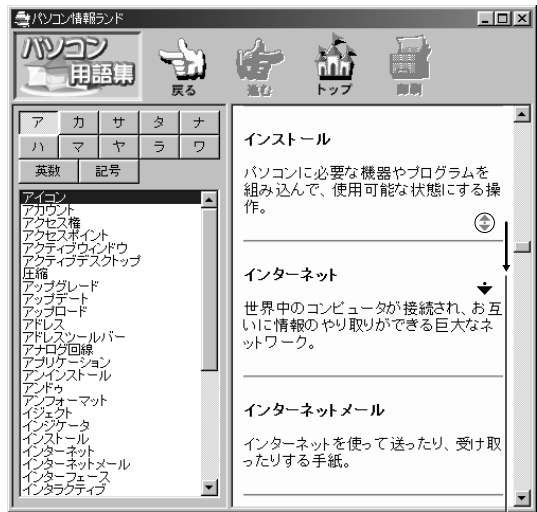 パソコン情報ランド
パソコン
用語集
戻る
進む
トップ
印刷
ア
カ
サ
タ
ナ
ハ
マ
ヤ
ラ
ワ
英数
記号
アイコン
アカウント
アクセス権
アクセスポイント
アクティブウィンドウ
アクティブデスクトップ
圧縮
アップグレード
アップデート
アップロード
アドレス
アドレスツールバー
アナログ回線
アプリケーション
アンインストール
アンドゥ
アンフォーマット
イジェクト
インジケータ
インストール
インターネット
インターネットメール
インターフェース
インタラクティブ
インストール
パソコンに必要な機器やプログラムを
組み込んで、使用可能な状態にする操
作。
インターネット
世界中のコンピュータが接続され、お互
いに情報のやり取りができる巨大なネ
ットワーク。
インターネットメール
インターネットを使って送ったり、受け取
ったりする手紙。